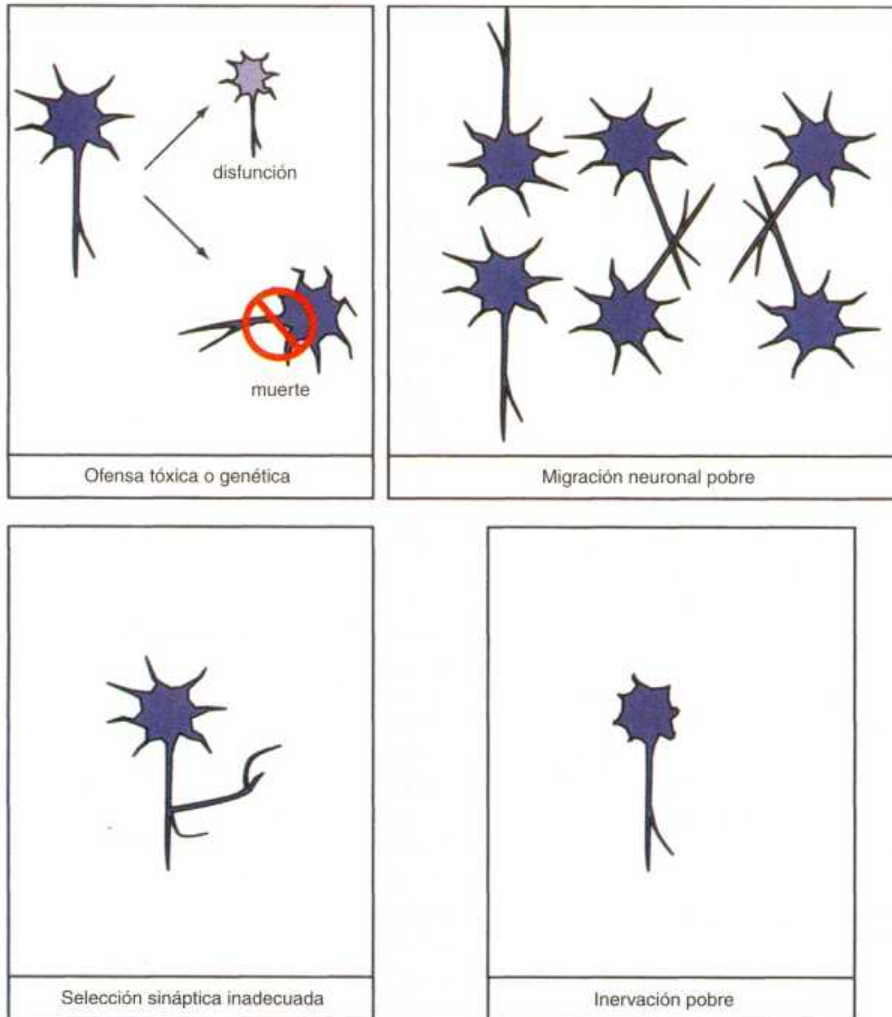 disfunción
muerte
Ofensa tóxica o genética
Migración neuronal pobre
Selección sináptica inadecuada
Inervación pobre